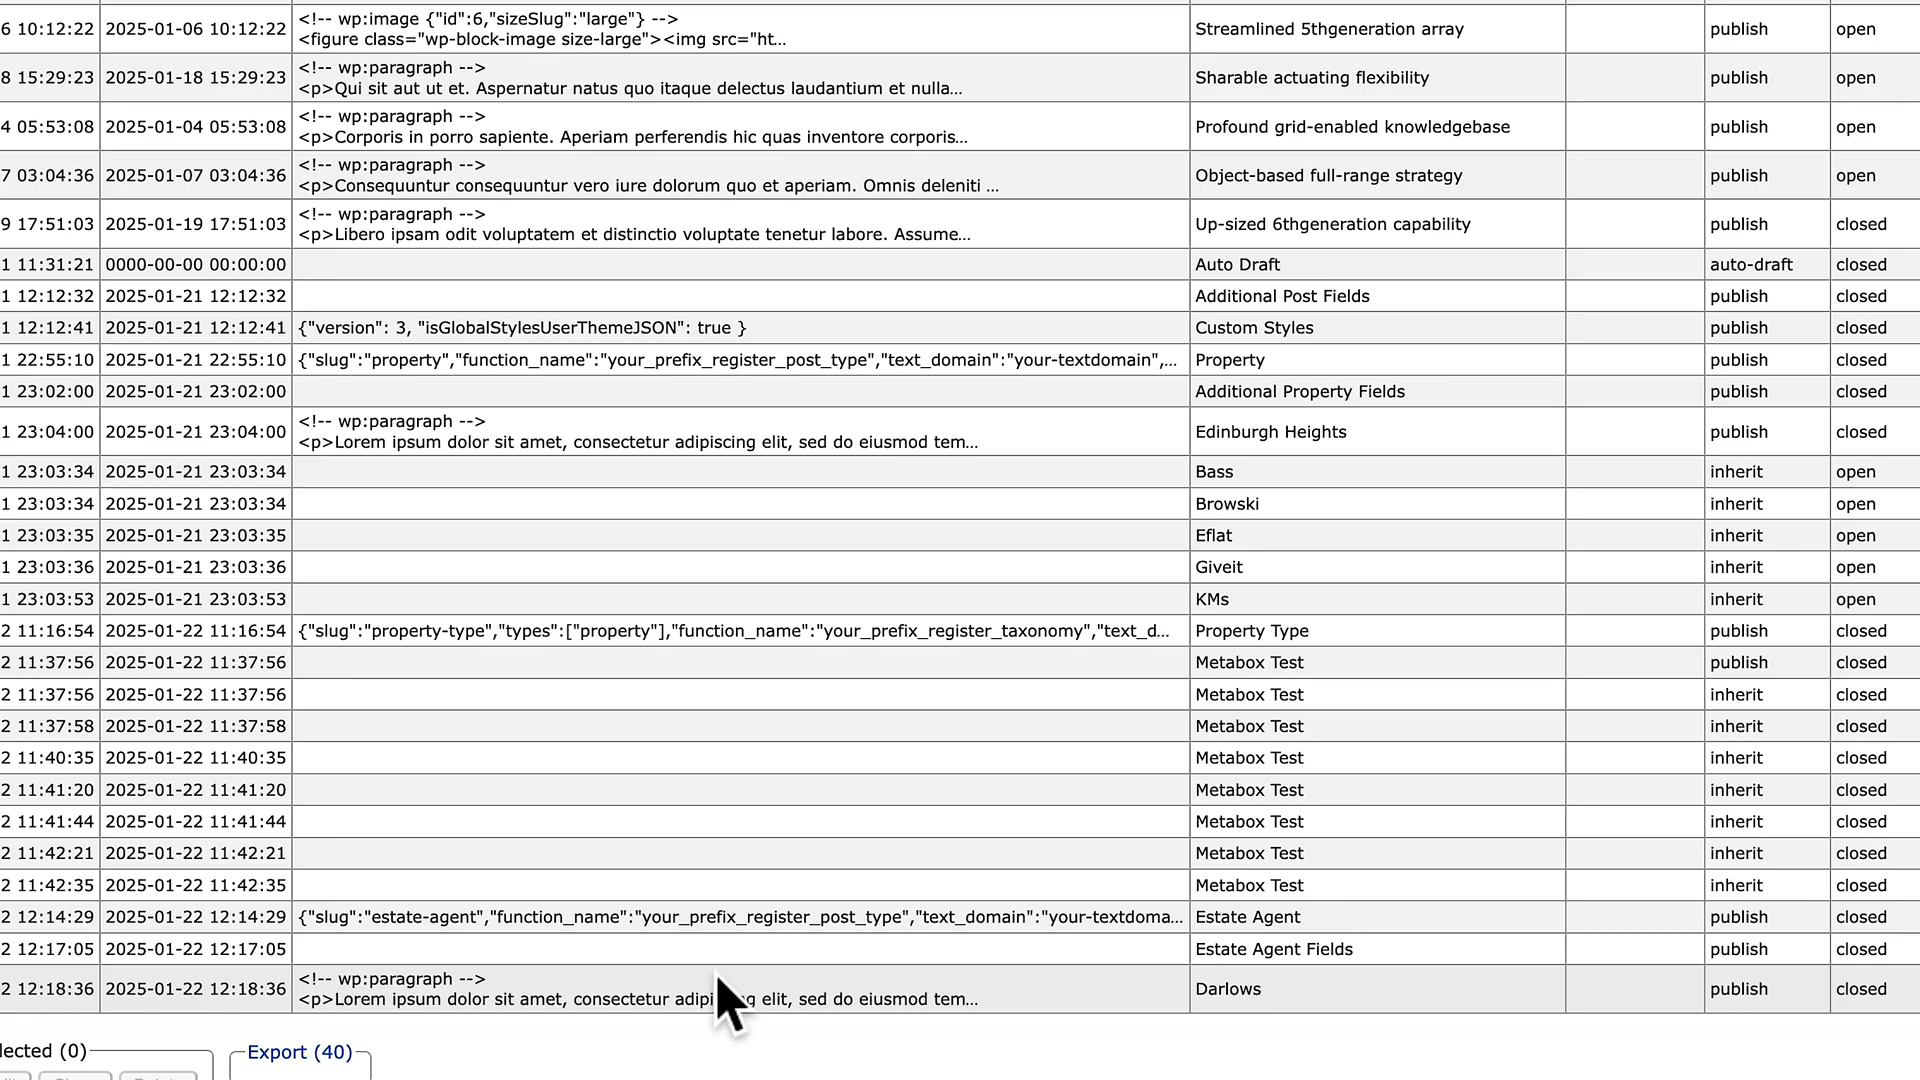 6 10:12:22 2025-01-06 10:12:22 <!-- wp:image {"id":6,"sizeSlug":"large"} -->
<figure class="wp-block-image size-large"><img src="ht... Streamlined 5thgeneration array publish open
8 15:29:23 2025-01-18 15:29:23 <!-- wp:paragraph -->
<p>Qui sit aut ut et. Aspernatur natus quo itaque delectus laudantium et nulla... Sharable actuating flexibility publish open
4 05:53:08 2025-01-04 05:53:08 <!-- wp:paragraph -->
<p>Corporis in porro sapiente. Aperiam perferendis hic quas inventore corporis... Profound grid-enabled knowledgebase publish open
7 03:04:36 2025-01-07 03:04:36 <!-- wp:paragraph -->
<p>Consequuntur consequuntur vero iure dolorum quo et aperiam. Omnis deleniti ... Object-based full-range strategy publish open
9 17:51:03 2025-01-19 17:51:03 <!-- wp:paragraph -->
<p>Libero ipsam odit voluptatem et distinctio voluptate tenetur labore. Assume... Up-sized 6thgeneration capability publish closed
1 11:31:21 0000-00-00 00:00:00 Auto Draft auto-draft closed
1 12:12:32 2025-01-21 12:12:32 Additional Post Fields publish closed
1 12:12:41 2025-01-21 12:12:41 {"version": 3, "isGlobalStylesUserThemeJSON": true } Custom Styles publish closed
1 22:55:10 2025-01-21 22:55:10 {"slug":"property","function_name":"your_prefix_register_post_type","text_domain":"your-textdomain",... Property publish closed
1 23:02:00 2025-01-21 23:02:00 Additional Property Fields publish closed
1 23:04:00 2025-01-21 23:04:00 <!-- wp:paragraph -->
<p>Lorem ipsum dolor sit amet, consectetur adipiscing elit, sed do eiusmod tem... Edinburgh Heights publish closed
1 23:03:34 2025-01-21 23:03:34 Bass inherit open
1 23:03:34 2025-01-21 23:03:34 Browski inherit open
1 23:03:35 2025-01-21 23:03:35 Eflat inherit open
1 23:03:36 2025-01-21 23:03:36 Giveit inherit open
1 23:03:53 2025-01-21 23:03:53 KMs inherit open
2 11:16:54 2025-01-22 11:16:54 {"slug":"property-type","types":["property"],"function_name":"your_prefix_register_taxonomy","text_d... Property Type publish closed
2 11:37:56 2025-01-22 11:37:56 Metabox Test publish closed
2 11:37:56 2025-01-22 11:37:56 Metabox Test inherit closed
2 11:37:58 2025-01-22 11:37:58 Metabox Test inherit closed
2 11:40:35 2025-01-22 11:40:35 Metabox Test inherit closed
2 11:41:20 2025-01-22 11:41:20 Metabox Test inherit closed
2 11:41:44 2025-01-22 11:41:44 Metabox Test inherit closed
2 11:42:21 2025-01-22 11:42:21 Metabox Test inherit closed
2 11:42:35 2025-01-22 11:42:35 Metabox Test inherit closed
2 12:14:29 2025-01-22 12:14:29 {"slug":"estate-agent","function_name":"your_prefix_register_post_type","text_domain":"your-textdoma... Estate Agent publish closed
2 12:17:05 2025-01-22 12:17:05 Estate Agent Fields publish closed
2 12:18:36 2025-01-22 12:18:36 <!-- wp:paragraph -->
<p>Lorem ipsum dolor sit amet, consectetur elit, sed do eiusmod tem... Darlows publish closed
lected (0) Export (40)